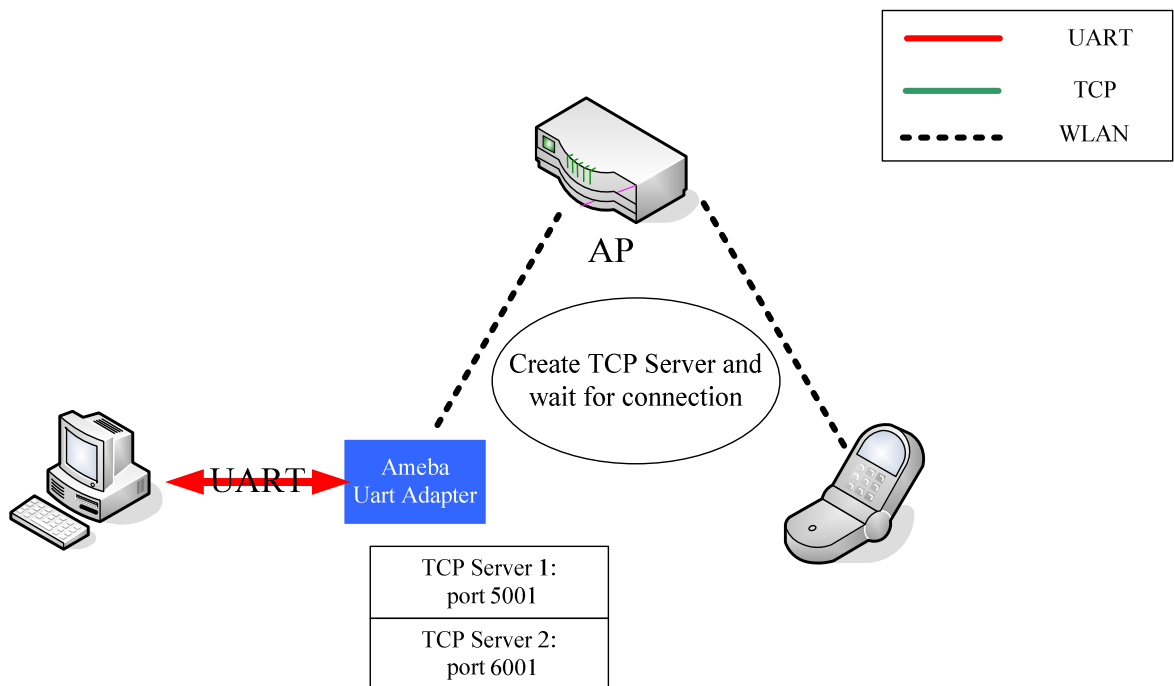 UART
TCP
WLAN
AP
Create TCP Server and
wait for connection
UART
Ameba
Uart Adapter
TCP Server 1:
port 5001
TCP Server 2:
port 6001